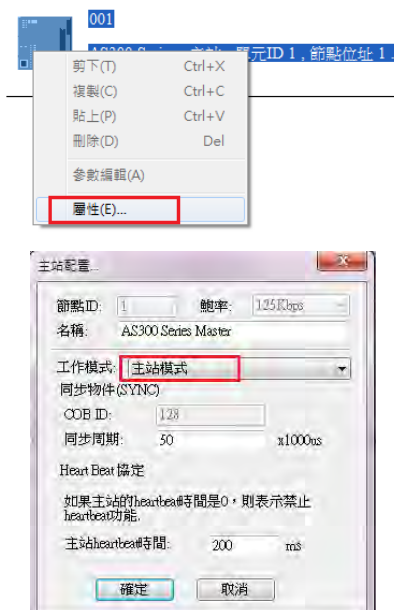 001
AS300 Series 主站, 單元ID 1 , 節點位址 1
剪下(T) Ctrl+X
複製(C) Ctrl+C
貼上(P) Ctrl+V
刪除(D) Del
參數編輯(A)
屬性(E)...
主站配置...
節點ID: 1 鮑率: 125Kbps
名稱: AS300 Series Master
工作模式: 主站模式
同步物件(SYNC)
COB ID: 128
同步周期: 50 x1000us
Heart Beat 協定
如果主站的heartbeat時間是0，則表示禁止
heartbeat功能.
主站heartbeat時間: 200 ms
確定 取消